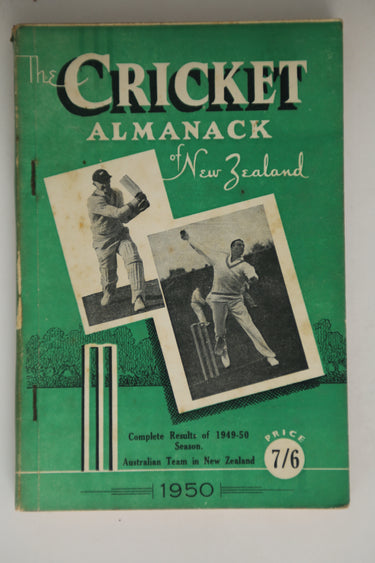 The
CRICKET
ALMANACK
of New Zealand
Complete Results of 1949-50
Season.
Australian Team in New Zealand
PRICE
7/6
1950